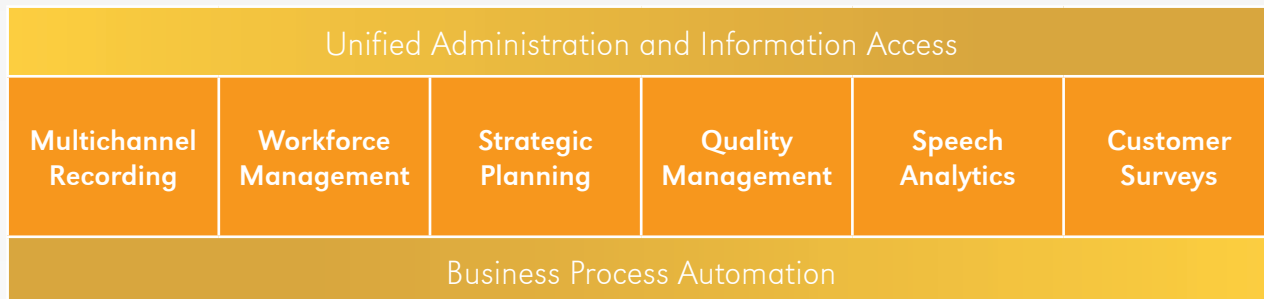 Unified Administration and Information Access
Multichannel
Recording
Workforce
Management
Strategic
Planning
Quality
Management
Speech
Analytics
Customer
Surveys
Business Process Automation